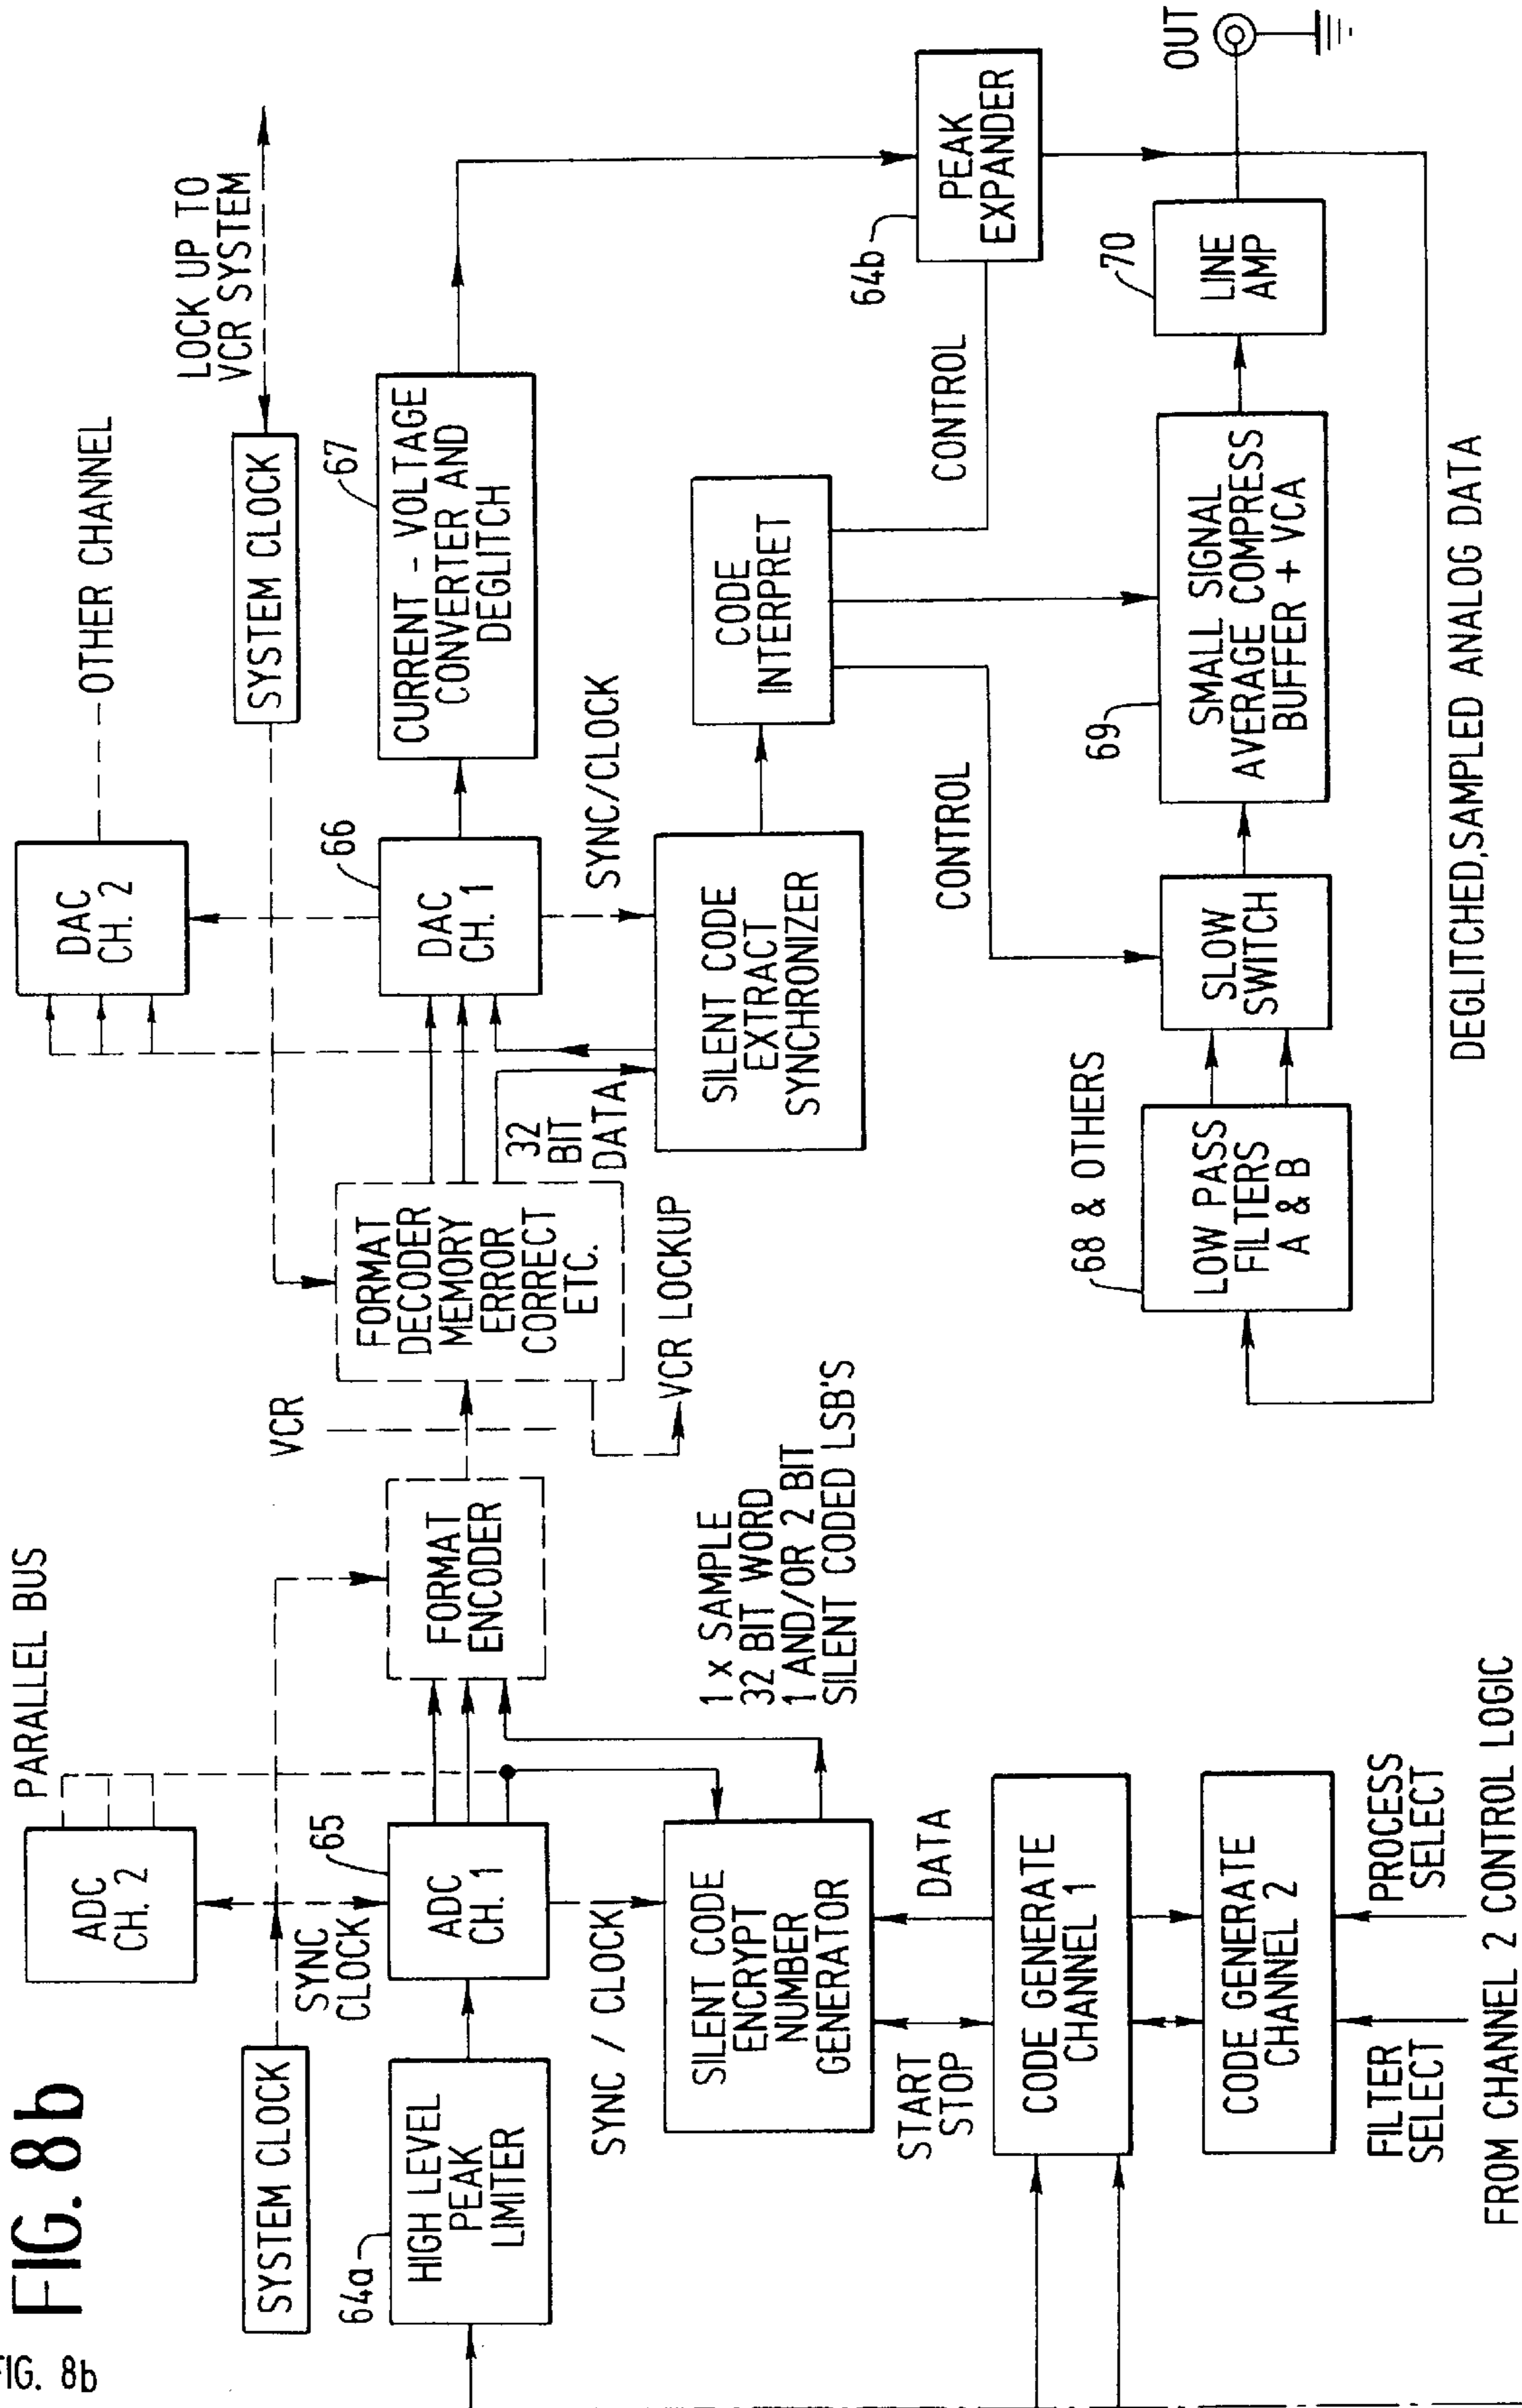 FIG. 8b
FIG. 8b
SYSTEM CLOCK
PARALLEL BUS
ADC
CH. 2
SYNC
CLOCK
64a
HIGH LEVEL
PEAK
LIMITER
65
ADC
CH. 1
FORMAT
ENCODER
VCR
SYNC / CLOCK
SILENT CODE
ENCRYPT
NUMBER
GENERATOR
1 x SAMPLE
32 BIT WORD
1 AND/OR 2 BIT
SILENT CODED LSB'S
START
STOP
DATA
CODE GENERATE
CHANNEL 1
CODE GENERATE
CHANNEL 2
FILTER
SELECT
PROCESS
SELECT
FROM CHANNEL 2 CONTROL LOGIC
FORMAT
DECODER
MEMORY
ERROR
CORRECT
ETC.
VCR LOCKUP
32
BIT
DATA
DAC
CH. 2
OTHER CHANNEL
SYSTEM CLOCK
LOCK UP TO
VCR SYSTEM
66
DAC
CH. 1
67
CURRENT - VOLTAGE
CONVERTER AND
DEGLITCH
SYNC/CLOCK
SILENT CODE
EXTRACT
SYNCHRONIZER
CODE
INTERPRET
CONTROL
CONTROL
64b
PEAK
EXPANDER
68 & OTHERS
LOW PASS
FILTERS
A & B
SLOW
SWITCH
69
SMALL SIGNAL
AVERAGE COMPRESS
BUFFER + VCA
70
LINE
AMP
OUT
DEGLITCHED,SAMPLED ANALOG DATA